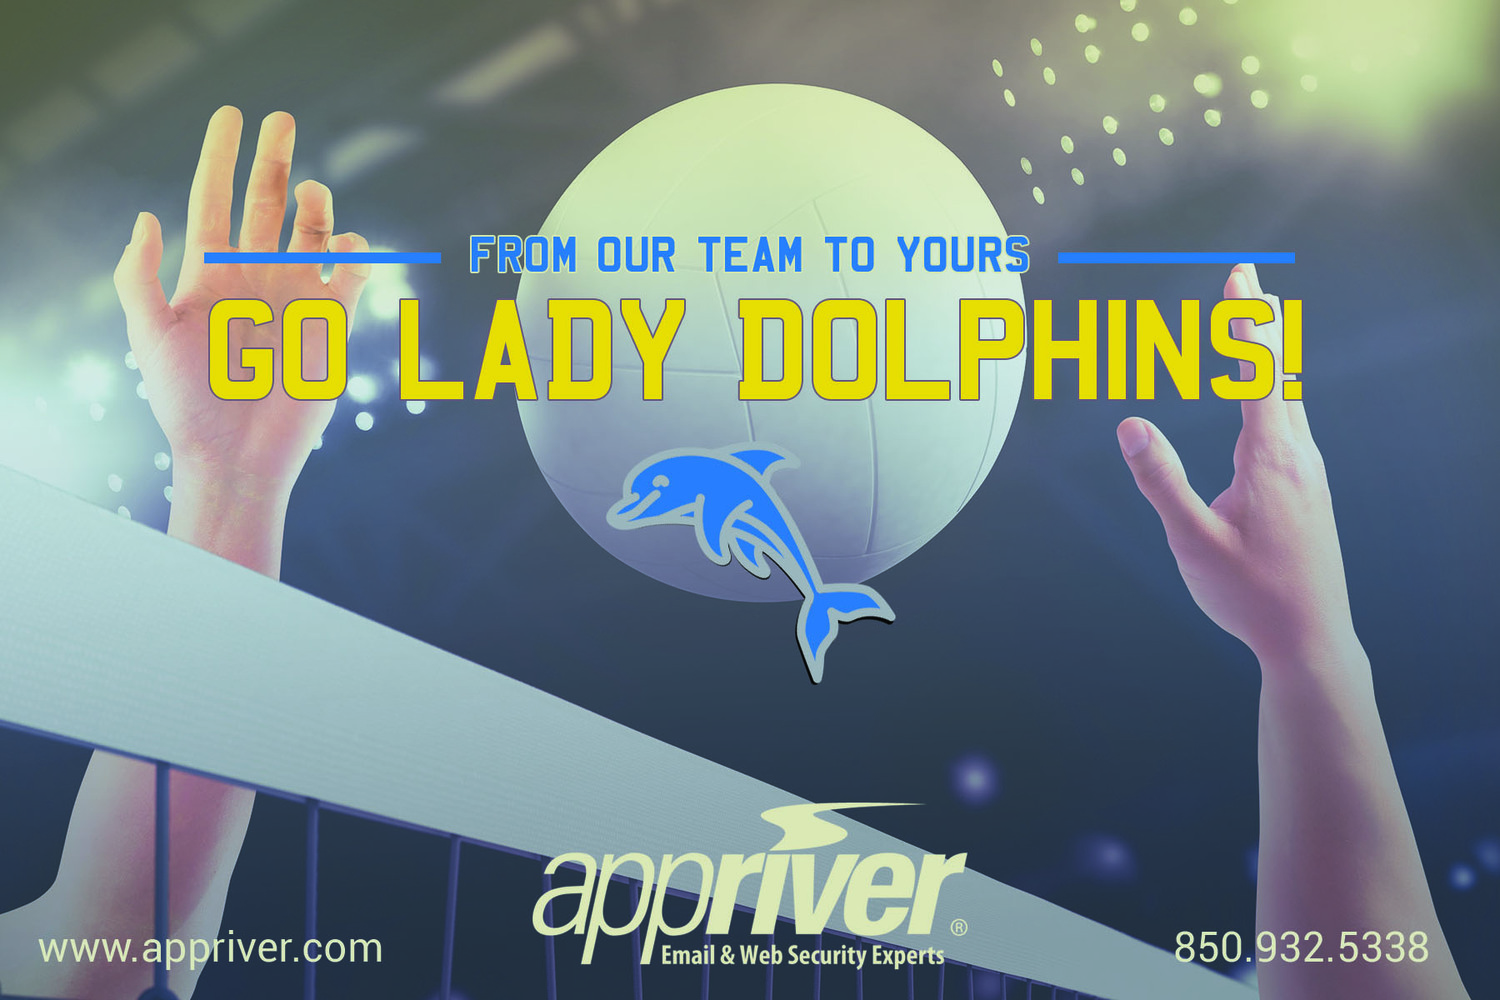 FROM OUR TEAM TO YOURS
GO LADY DOLPHINS!
appriver®
Email & Web Security Experts
www.appriver.com
850.932.5338